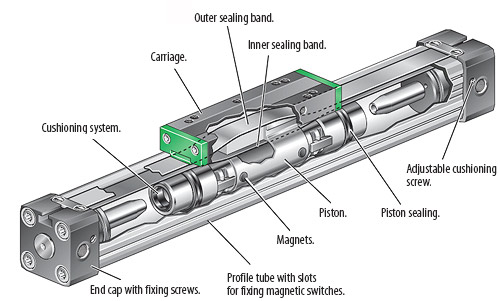 Outer sealing band.
Inner sealing band.
Carriage.
Cushioning system.
Adjustable cushioning
screw.
Piston.
Piston sealing.
Magnets.
Profile tube with slots
for fixing magnetic switches.
End cap with fixing screws.